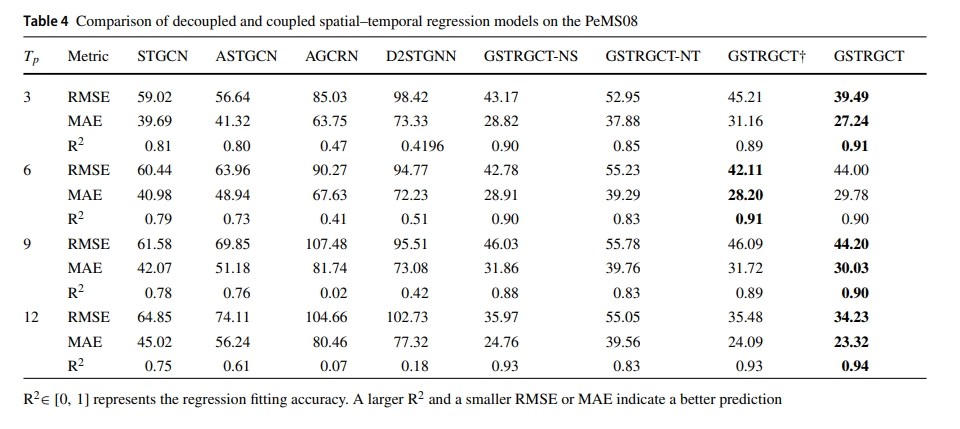 Table 4 Comparison of decoupled and coupled spatial–temporal regression models on the PeMS08
Tp Metric STGCN ASTGCN AGCRN D2STGNN GSTRGCT-NS GSTRGCT-NT GSTRGCT† GSTRGCT
3 RMSE 59.02 56.64 85.03 98.42 43.17 52.95 45.21 39.49
MAE 39.69 41.32 63.75 73.33 28.82 37.88 31.16 27.24
R² 0.81 0.80 0.47 0.4196 0.90 0.85 0.89 0.91
6 RMSE 60.44 63.96 90.27 94.77 42.78 55.23 42.11 44.00
MAE 40.98 48.94 67.63 72.23 28.91 39.29 28.20 29.78
R² 0.79 0.73 0.41 0.51 0.90 0.83 0.91 0.90
9 RMSE 61.58 69.85 107.48 95.51 46.03 55.78 46.09 44.20
MAE 42.07 51.18 81.74 73.08 31.86 39.76 31.72 30.03
R² 0.78 0.76 0.02 0.42 0.88 0.83 0.89 0.90
12 RMSE 64.85 74.11 104.66 102.73 35.97 55.05 35.48 34.23
MAE 45.02 56.24 80.46 77.32 24.76 39.56 24.09 23.32
R² 0.75 0.61 0.07 0.18 0.93 0.83 0.93 0.94
R²∈ [0, 1] represents the regression fitting accuracy. A larger R² and a smaller RMSE or MAE indicate a better prediction